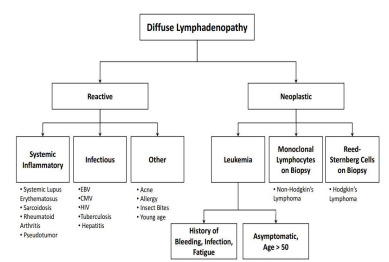 Diffuse Lymphadenopathy
Reactive
Neoplastic
Systemic
Inflammatory
Infectious
Other
Leukemia
Monoclonal
Lymphocytes
on Biopsy
Reed-
Sternberg Cells
on Biopsy
• Systemic Lupus
Erythematosus
• Sarcoidosis
• Rheumatoid
Arthritis
• Pseudotumor
•EBV
• CMV
• HIV
• Tuberculosis
• Hepatitis
• Acne
• Allergy
• Insect Bites
• Young age
• Non-Hodgkin's
Lymphoma
• Hodgkin's
Lymphoma
History of
Bleeding, Infection,
Fatigue
Asymptomatic,
Age > 50